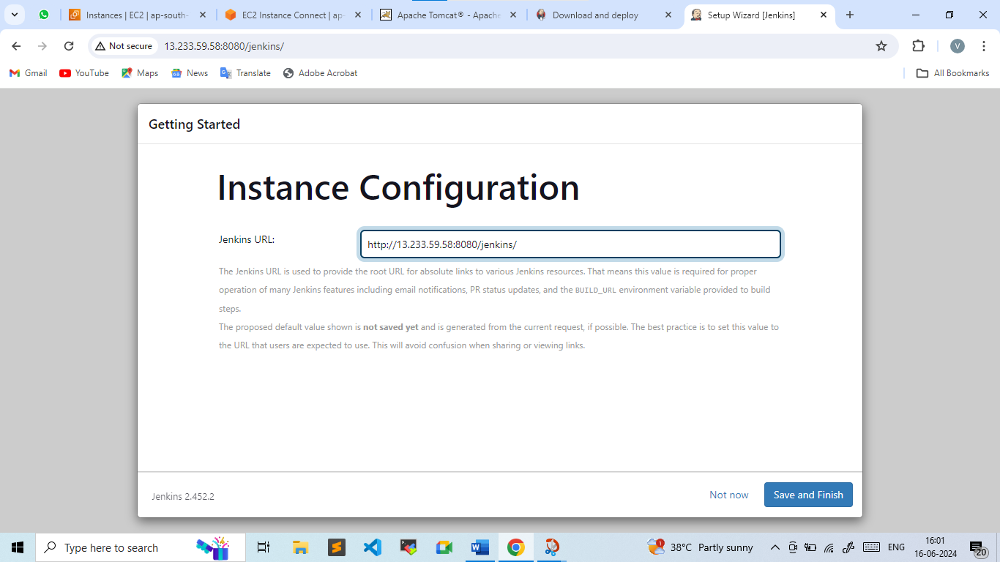 Instances | EC2 | ap-south-
EC2 Instance Connect | ap-
Apache Tomcat® - Apache
Download and deploy
Setup Wizard [Jenkins]
Not secure
13.233.59.58:8080/jenkins/
V
Gmail
YouTube
Maps
News
Translate
Adobe Acrobat
All Bookmarks
Getting Started
Instance Configuration
Jenkins URL:
http://13.233.59.58:8080/jenkins/
The Jenkins URL is used to provide the root URL for absolute links to various Jenkins resources. That means this value is required for proper
operation of many Jenkins features including email notifications, PR status updates, and the BUILD_URL environment variable provided to build
steps.
The proposed default value shown is not saved yet and is generated from the current request, if possible. The best practice is to set this value to
the URL that users are expected to use. This will avoid confusion when sharing or viewing links.
Jenkins 2.452.2
Not now
Save and Finish
Type here to search
1
38°C Partly sunny
ENG
16:01
16-06-2024
20